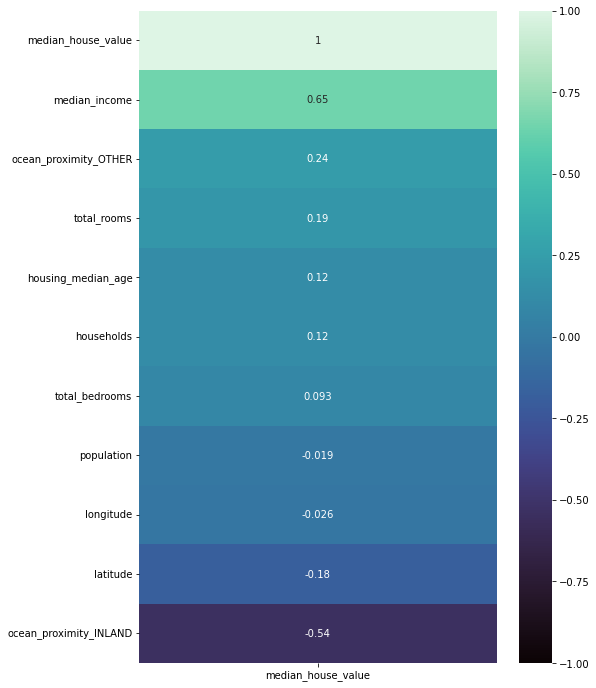 median_house_value 1
median_income 0.65
ocean_proximity_OTHER 0.24
total_rooms 0.19
housing_median_age 0.12
households 0.12
total_bedrooms 0.093
population -0.019
longitude -0.026
latitude -0.18
ocean_proximity_INLAND -0.54
median_house_value
1.00
0.75
0.50
0.25
0.00
−0.25
−0.50
−0.75
−1.00